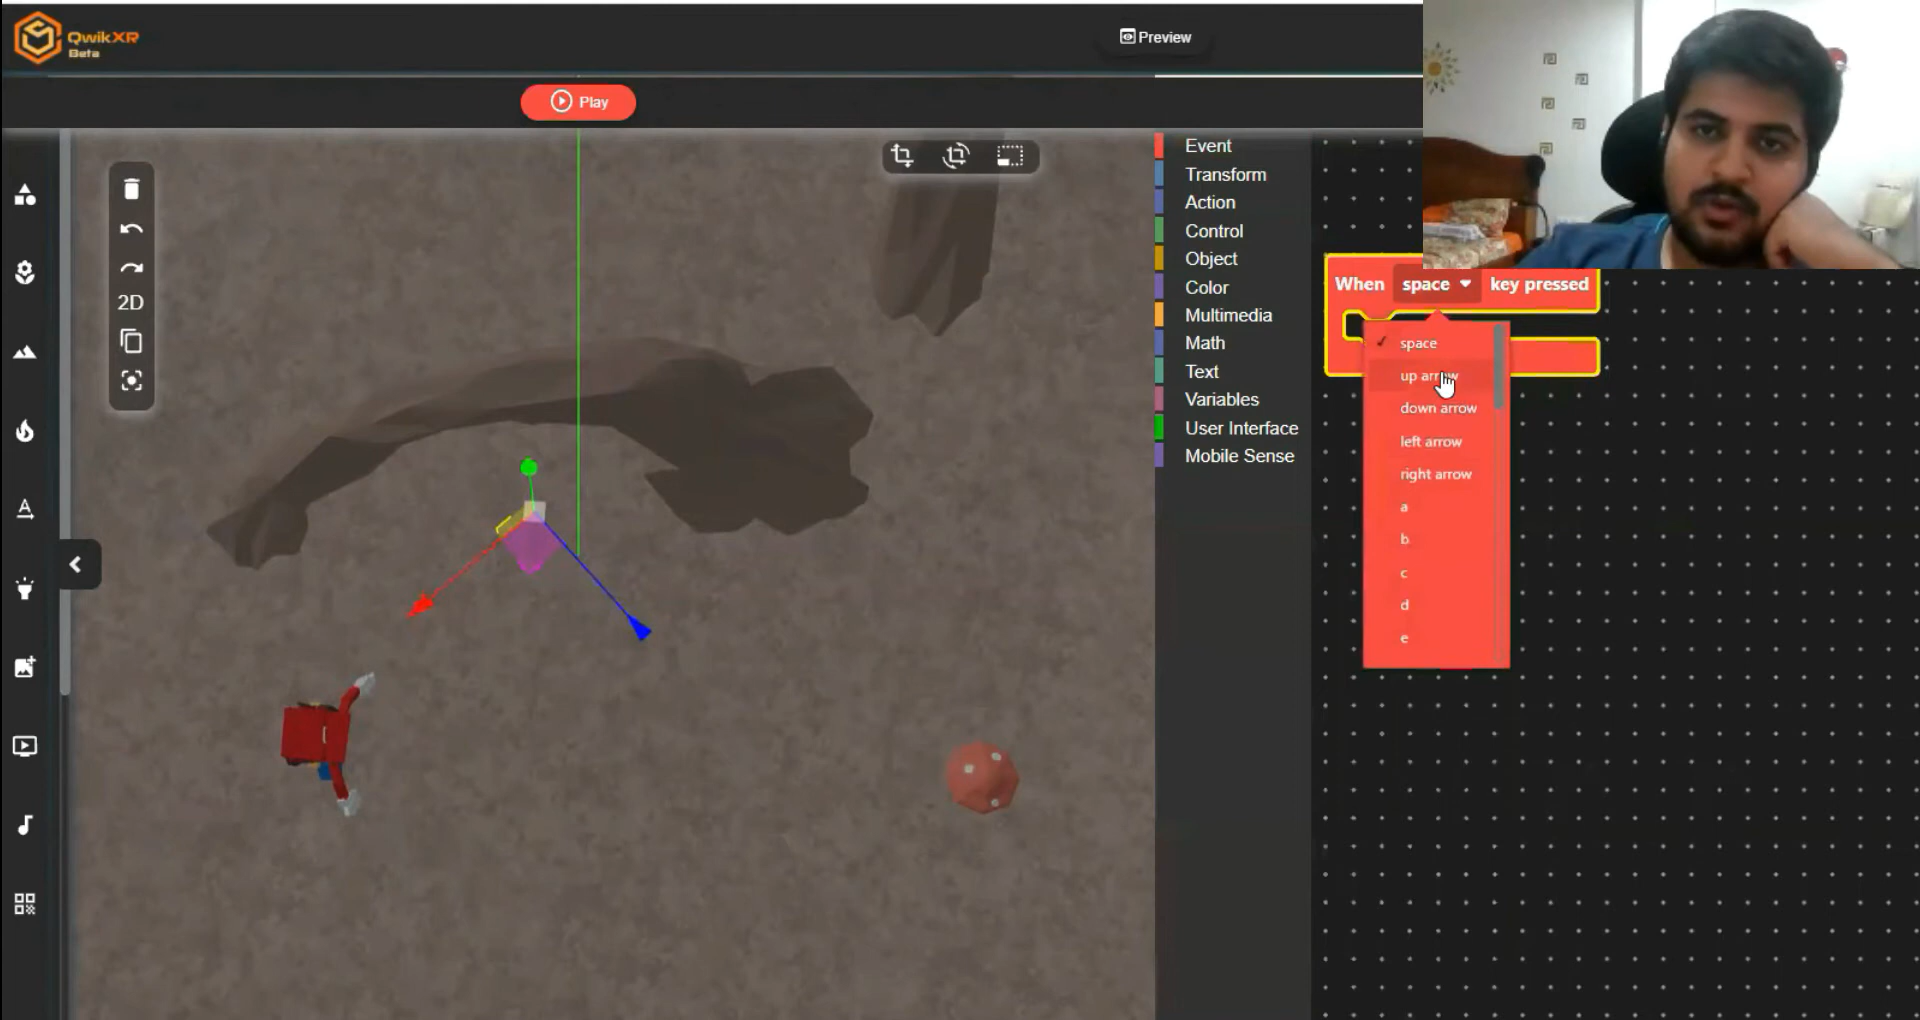 QwikXR
Beta
Preview
Play
2D
Event
Transform
Action
Control
Object
Color
Multimedia
Math
Text
Variables
User Interface
Mobile Sense
When space key pressed
space
up arrow
down arrow
left arrow
right arrow
a
b
c
d
e